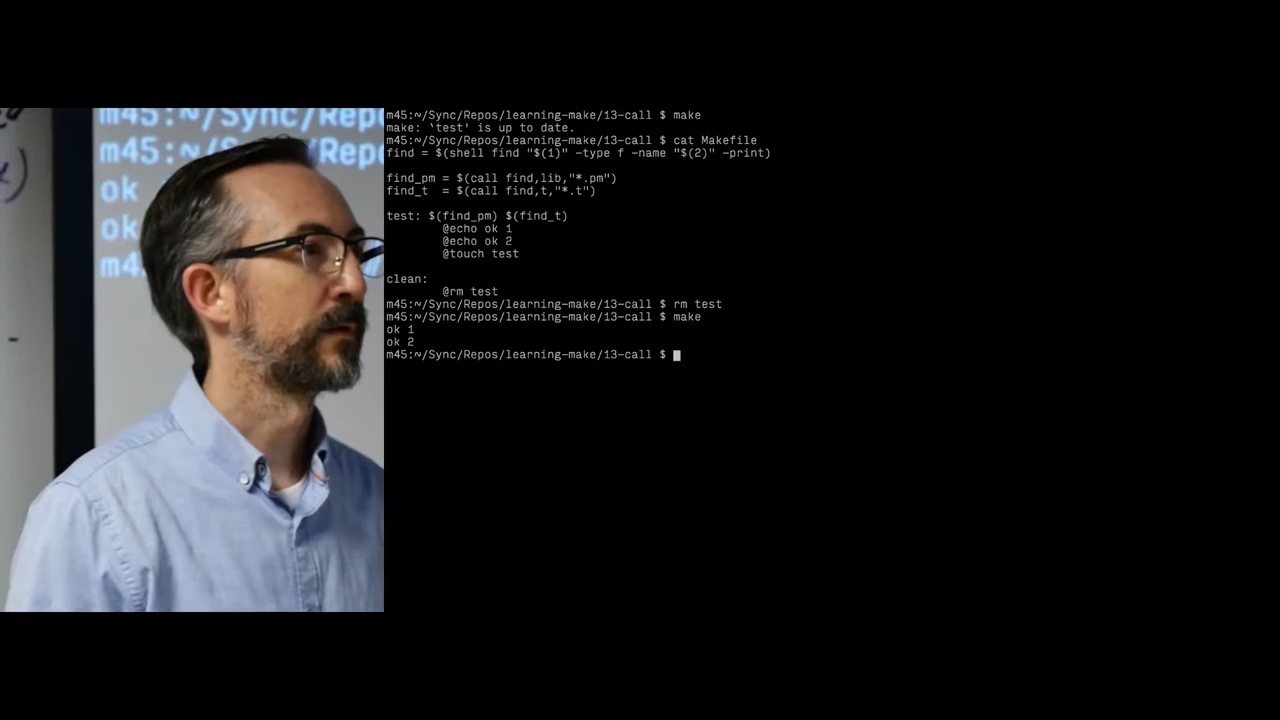 m45:~/Sync/Rep
m45:~/Sync/Repo
ok
ok
m4
m45:~/Sync/Repos/learning-make/13-call $ make
make: `test' is up to date.
m45:~/Sync/Repos/learning-make/13-call $ cat Makefile
find = $(shell find "$(1)" -type f -name "$(2)" -print)
find_pm = $(call find,lib,"*.pm")
find_t  = $(call find,t,"*.t")
test: $(find_pm) $(find_t)
@echo ok 1
@echo ok 2
@touch test
clean:
@rm test
m45:~/Sync/Repos/learning-make/13-call $ rm test
m45:~/Sync/Repos/learning-make/13-call $ make
ok 1
ok 2
m45:~/Sync/Repos/learning-make/13-call $